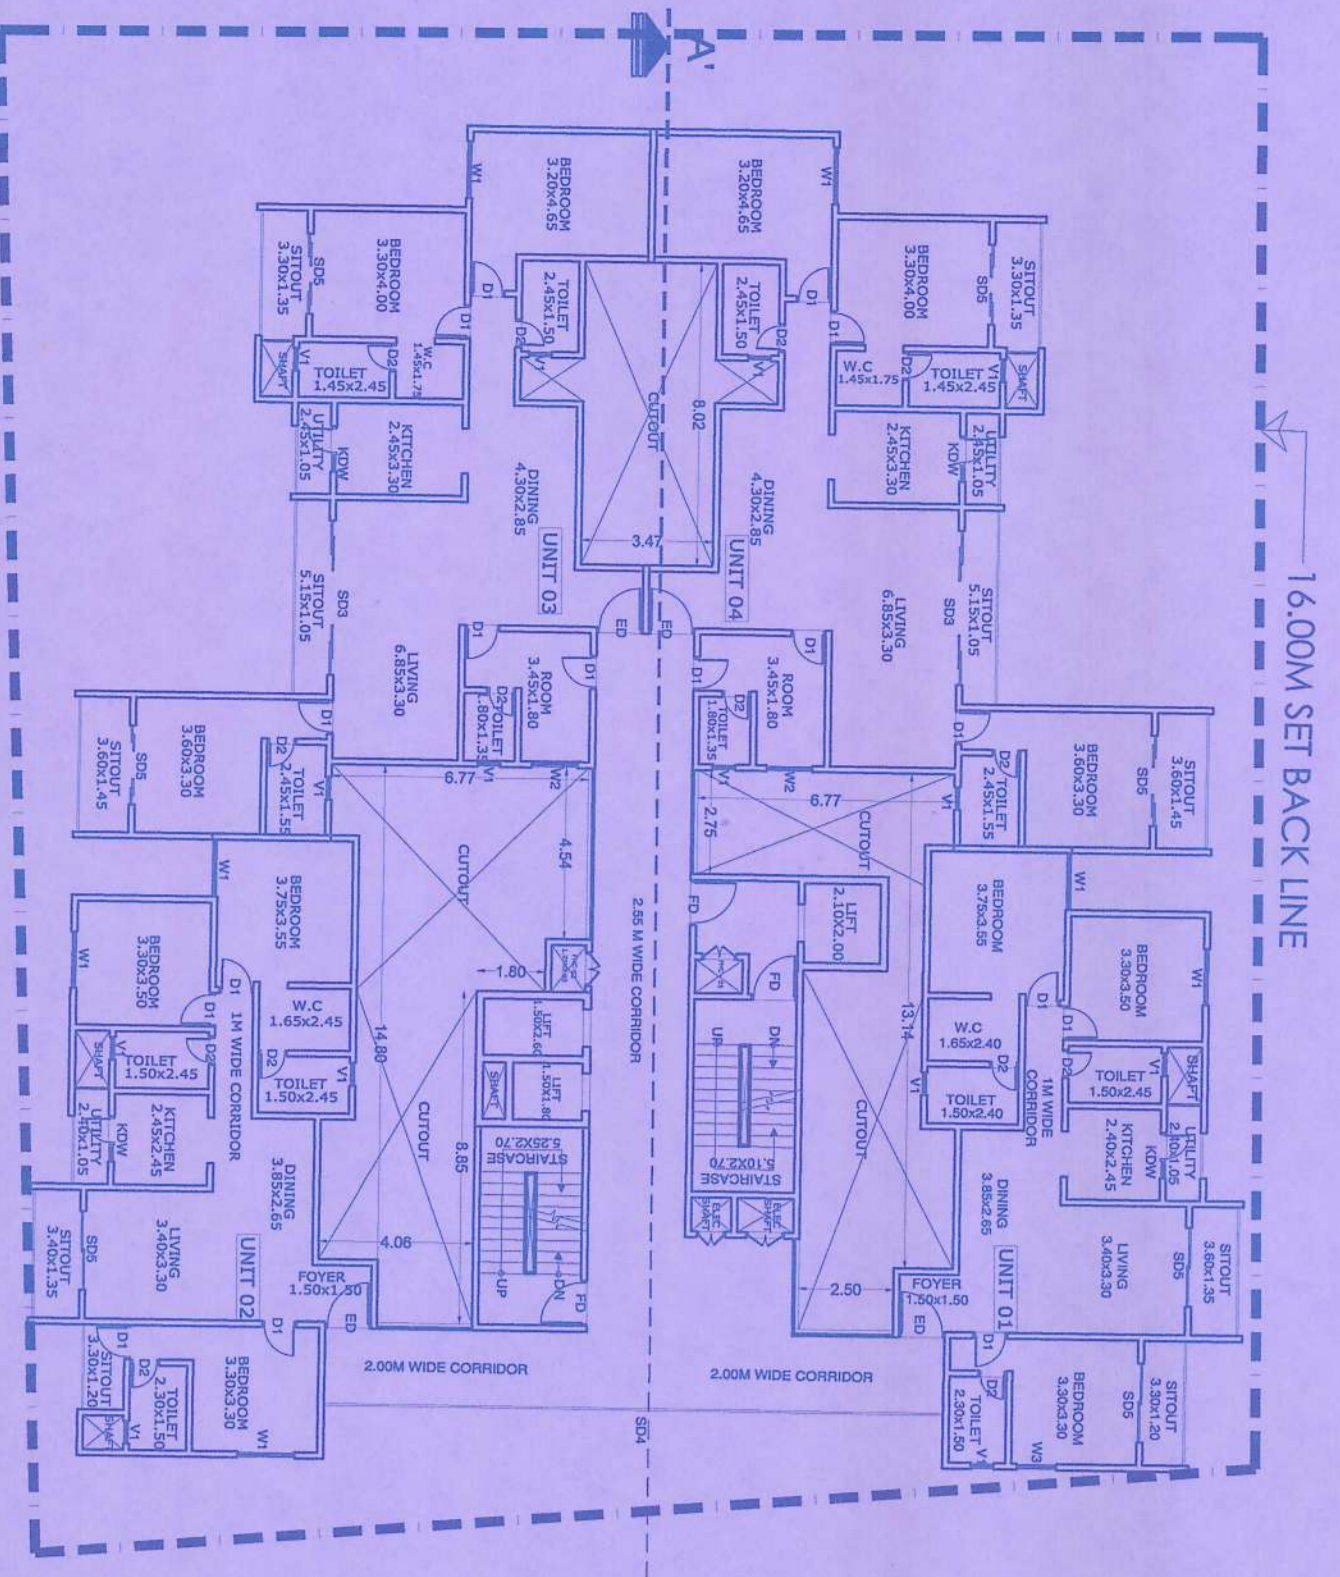 A'
16.00M SET BACK LINE
BEDROOM
3.20x4.65
W1
BEDROOM
3.20x4.65
W1
SITOUT
3.30x1.35
SD5
BEDROOM
3.30x4.00
D1
D1
TOILET
2.45x1.50
D2
V1
W.C
1.45x1.75
D2
TOILET
1.45x2.45
V1
SHAFT
UTILITY
2.45x1.05
KDW
KITCHEN
2.45x3.30
DINING
4.30x2.85
UNIT 03
CUTOUT
8.02
3.47
TOILET
2.45x1.50
D2
V1
D1
D1
BEDROOM
3.30x4.00
SD5
SITOUT
3.30x1.35
W.C
1.45x1.75
D2
TOILET
1.45x2.45
V1
SHAFT
KITCHEN
2.45x3.30
KDW
UTILITY
2.45x1.05
DINING
4.30x2.85
UNIT 04
SITOUT
5.15x1.05
SD3
LIVING
6.85x3.30
ED
ED
LIVING
6.85x3.30
SD3
SITOUT
5.15x1.05
D1
ROOM
3.45x1.80
D1
D2
TOILET
1.80x1.35
V1
W2
D1
ROOM
3.45x1.80
D1
D2
TOILET
1.80x1.35
V1
W2
SITOUT
3.60x1.45
SD5
BEDROOM
3.60x3.30
D1
D2
TOILET
2.45x1.55
V1
6.77
4.54
CUTOUT
2.55 M WIDE CORRIDOR
6.77
2.75
CUTOUT
V1
D1
D2
TOILET
2.45x1.55
BEDROOM
3.60x3.30
SD5
SITOUT
3.60x1.45
W1
BEDROOM
3.75x3.55
BEDROOM
3.30x3.50
W1
D1
D1
1M WIDE CORRIDOR
W.C
1.65x2.45
D2
TOILET
1.50x2.45
V1
D2
TOILET
1.50x2.45
V1
SHAFT
UTILITY
2.40x1.05
KDW
KITCHEN
2.45x2.45
14.80
1.80
CUTOUT
8.85
4.06
LIFT
1.50x2.60
LIFT
1.50x1.80
SHAFT
STAIRCASE
5.25X2.70
UP
DN
FD
FD
LIFT
2.10x2.00
FD
DN
UP
STAIRCASE
5.10X2.70
ELEC
SHAFT
ELEC
SHAFT
13.14
CUTOUT
2.50
BEDROOM
3.75x3.55
W1
BEDROOM
3.30x3.50
W1
D1
D1
W.C
1.65x2.40
D2
TOILET
1.50x2.40
V1
1M WIDE
CORRIDOR
D2
TOILET
1.50x2.45
V1
SHAFT
KITCHEN
2.40x2.45
KDW
UTILITY
2.40x1.05
DINING
3.85x2.65
LIVING
3.40x3.30
SD5
SITOUT
3.40x1.35
UNIT 02
FOYER
1.50x1.50
ED
DINING
3.85x2.65
LIVING
3.40x3.30
SD5
SITOUT
3.60x1.35
UNIT 01
FOYER
1.50x1.50
ED
D1
SITOUT
3.30x1.20
D2
TOILET
2.30x1.50
V1
SHAFT
D1
BEDROOM
3.30x3.30
W1
2.00M WIDE CORRIDOR
SD4
2.00M WIDE CORRIDOR
D1
D2
TOILET
2.30x1.50
V1
BEDROOM
3.30x3.30
W3
SD5
SITOUT
3.30x1.20